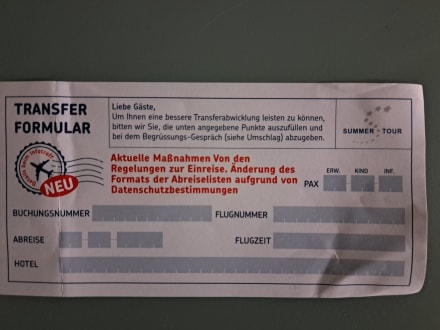 TRANSFER
FORMULAR
Liebe Gäste,
Um Ihnen eine bessere Transferabwicklung leisten zu können,
bitten wir Sie, die unten angegebene Punkte auszufüllen und
bei dem Begrüssungs-Gespräch (siehe Umschlag) abzugeben.
SUMMER TOUR
NEU
Aktuelle Maßnahmen Von den
Regelungen zur Einreise, Änderung des
Formats der Abreiselisten aufgrund von
Datenschutzbestimmungen
PAX
ERW.
KIND
INF.
BUCHUNGSNUMMER
FLUGNUMMER
ABREISE
FLUGZEIT
HOTEL